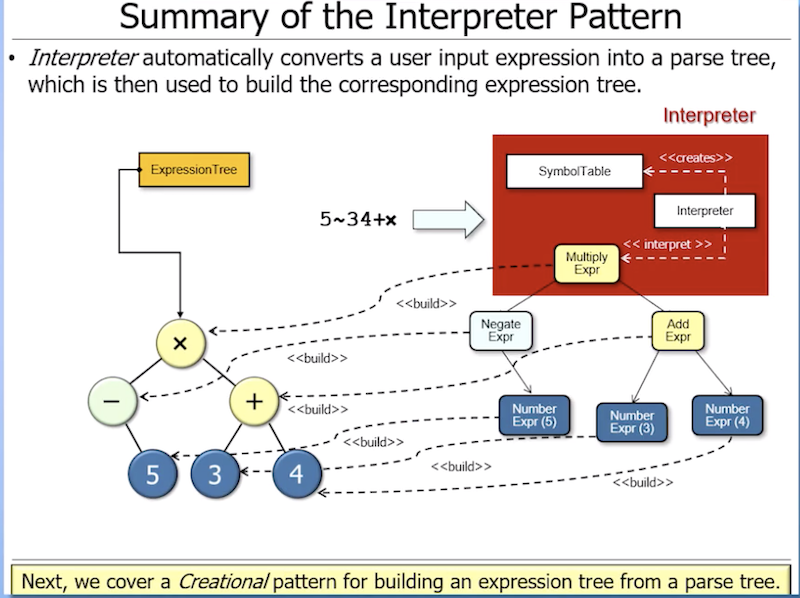 Summary of the Interpreter Pattern
• Interpreter automatically converts a user input expression into a parse tree,
which is then used to build the corresponding expression tree.
Interpreter
ExpressionTree
SymbolTable
<<creates>>
Interpreter
5~34+x
<< interpret >>
Multiply
Expr
<<build>>
Negate
Expr
Add
Expr
×
<<build>>
−
+
<<build>>
Number
Expr (5)
Number
Expr (3)
Number
Expr (4)
<<build>>
5
3
4
<<build>>
<<build>>
Next, we cover a Creational pattern for building an expression tree from a parse tree.